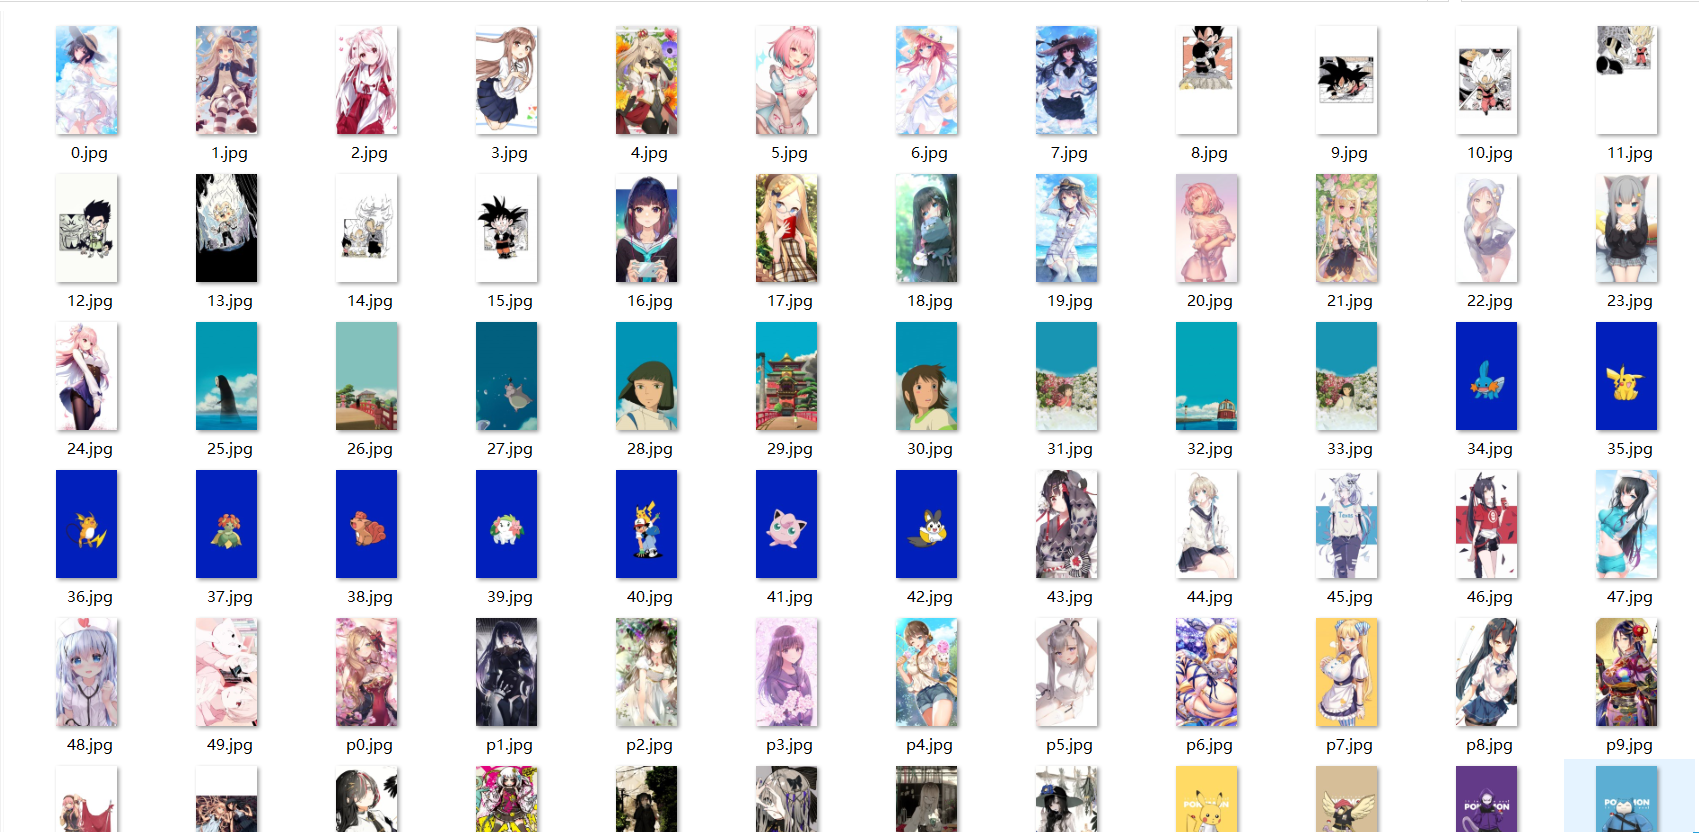 0.jpg 1.jpg 2.jpg 3.jpg 4.jpg 5.jpg 6.jpg 7.jpg 8.jpg 9.jpg 10.jpg 11.jpg
12.jpg 13.jpg 14.jpg 15.jpg 16.jpg 17.jpg 18.jpg 19.jpg 20.jpg 21.jpg 22.jpg 23.jpg
24.jpg 25.jpg 26.jpg 27.jpg 28.jpg 29.jpg 30.jpg 31.jpg 32.jpg 33.jpg 34.jpg 35.jpg
36.jpg 37.jpg 38.jpg 39.jpg 40.jpg 41.jpg 42.jpg 43.jpg 44.jpg 45.jpg 46.jpg 47.jpg
48.jpg 49.jpg p0.jpg p1.jpg p2.jpg p3.jpg p4.jpg p5.jpg p6.jpg p7.jpg p8.jpg p9.jpg